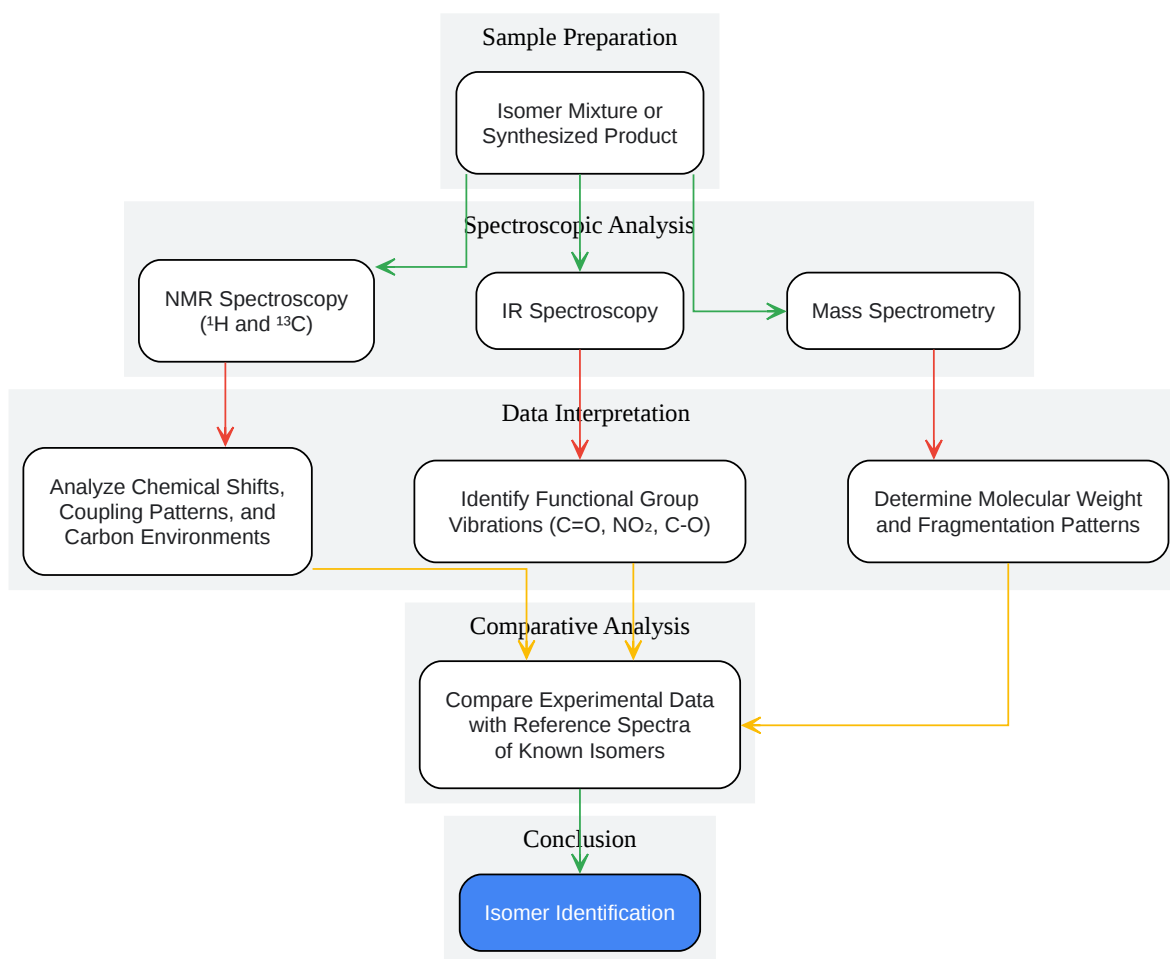 Sample Preparation
Isomer Mixture or
Synthesized Product
Spectroscopic Analysis
NMR Spectroscopy
(¹H and ¹³C)
IR Spectroscopy
Mass Spectrometry
Data Interpretation
Analyze Chemical Shifts,
Coupling Patterns, and
Carbon Environments
Identify Functional Group
Vibrations (C=O, NO₂, C-O)
Determine Molecular Weight
and Fragmentation Patterns
Comparative Analysis
Compare Experimental Data
with Reference Spectra
of Known Isomers
Conclusion
Isomer Identification